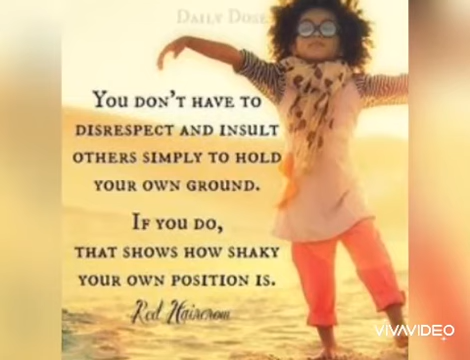 DAILY DOSE
YOU DON'T HAVE TO
DISRESPECT AND INSULT
OTHERS SIMPLY TO HOLD
YOUR OWN GROUND.
IF YOU DO,
THAT SHOWS HOW SHAKY
YOUR OWN POSITION IS.
Red Haircrow
VIVAVIDEO